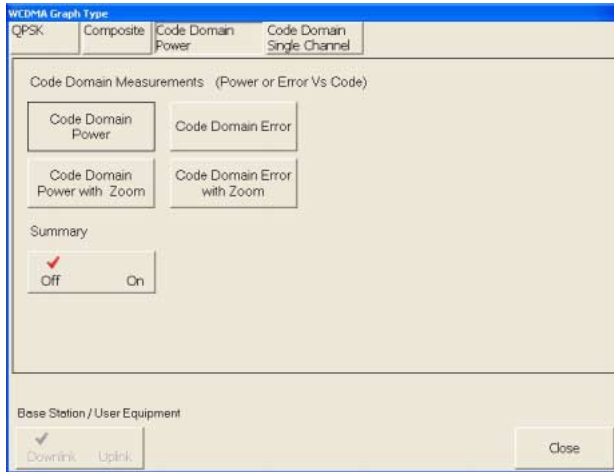 WCDMA Graph Type
QPSK Composite Code Domain Code Domain
Power Single Channel
Code Domain Measurements (Power or Error Vs Code)
Code Domain Code Domain Error
Power
Code Domain Code Domain Error
Power with Zoom with Zoom
Summary
Off On
Base Station / User Equipment
Downlink Uplink
Close